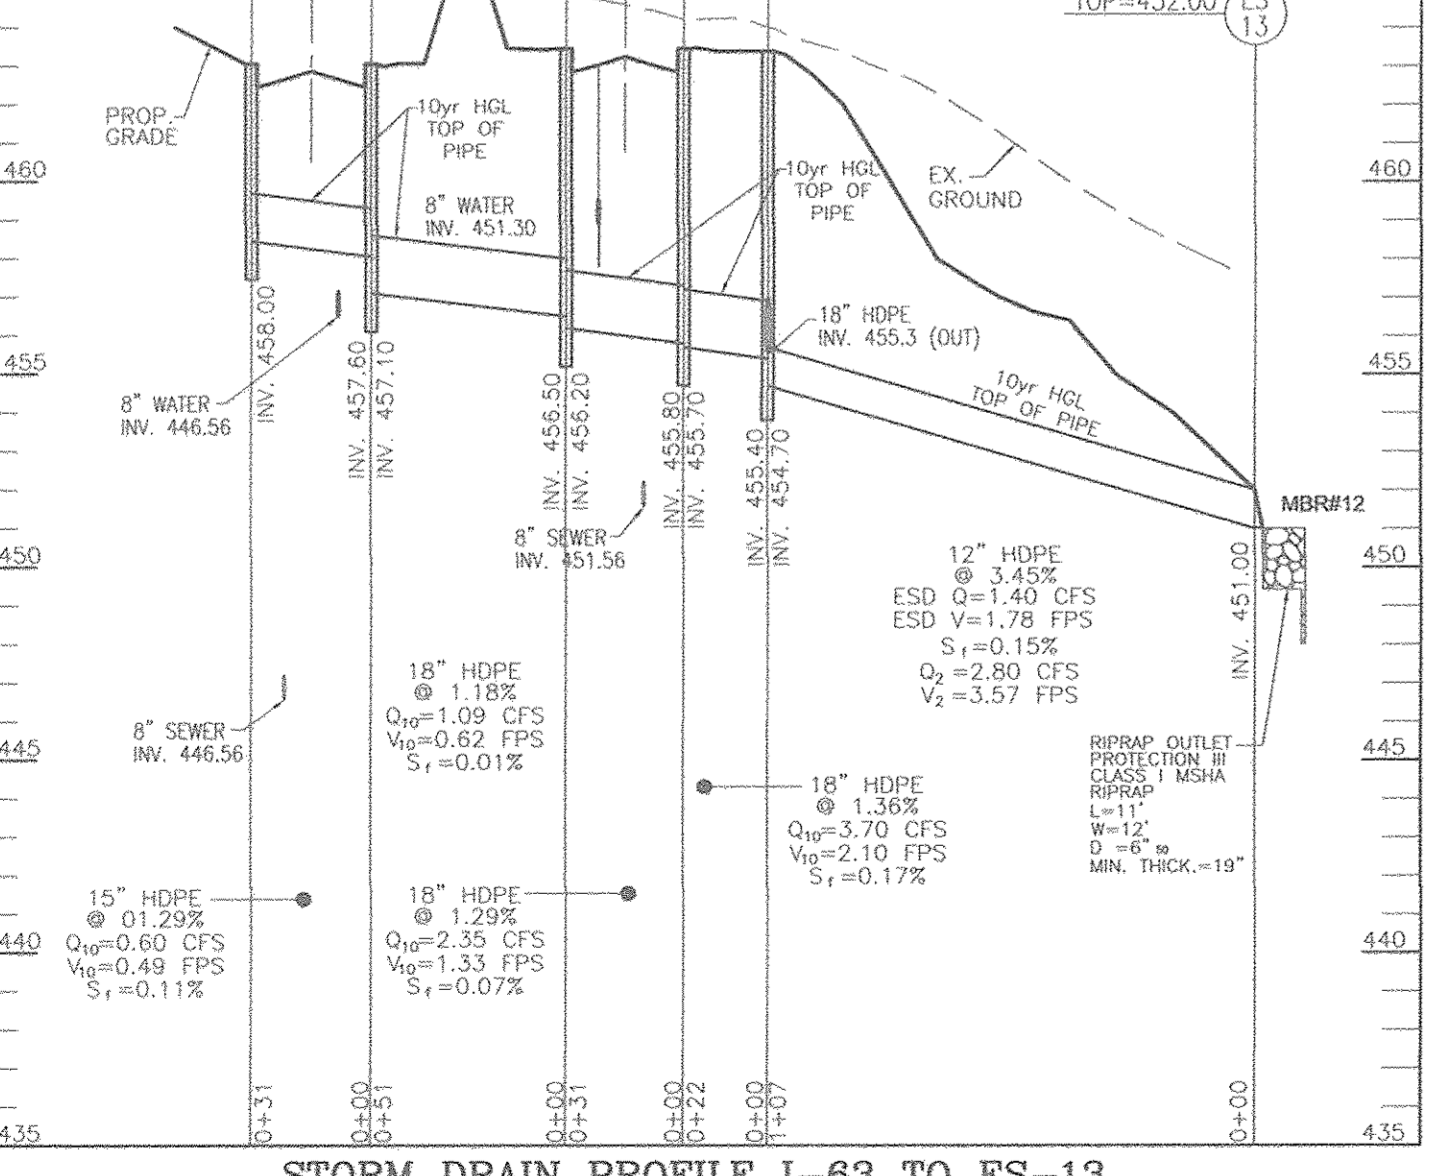 TOP=452.00
ES
13
PROP.
GRADE
10yr HGL
TOP OF
PIPE
8" WATER
INV. 451.30
10yr HGL
TOP OF
PIPE
EX.
GROUND
460
460
18" HDPE
INV. 455.3 (OUT)
455
455
10yr HGL
TOP OF PIPE
8" WATER
INV. 446.56
INV. 458.00
INV. 457.60
INV. 457.10
INV. 456.50
INV. 456.20
INV. 455.80
INV. 455.70
INV. 455.40
INV. 454.70
INV. 451.00
MBR#12
8" SEWER
INV. 451.56
450
450
12" HDPE
@ 3.45%
ESD Q=1.40 CFS
ESD V=1.78 FPS
Sf=0.15%
Q2=2.80 CFS
V2=3.57 FPS
18" HDPE
@ 1.18%
Q10=1.09 CFS
V10=0.62 FPS
Sf=0.01%
8" SEWER
INV. 446.56
445
445
RIPRAP OUTLET
PROTECTION III
CLASS I MSHA
RIPRAP
L=11'
W=12'
D50=6"
MIN. THICK.=19"
18" HDPE
@ 1.36%
Q10=3.70 CFS
V10=2.10 FPS
Sf=0.17%
15" HDPE
@ 01.29%
Q10=0.60 CFS
V10=0.49 FPS
Sf=0.11%
18" HDPE
@ 1.29%
Q10=2.35 CFS
V10=1.33 FPS
Sf=0.07%
440
440
0+31
0+00
0+51
0+00
0+31
0+00
0+22
0+00
1+07
0+00
435
435
STORM DRAIN PROFILE I-63 TO ES-13